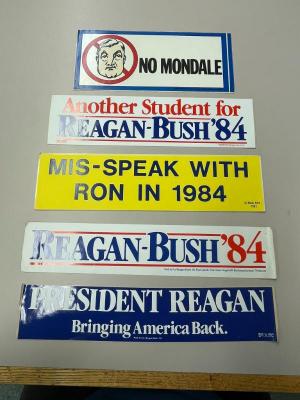 NO MONDALE
Another Student for
REAGAN-BUSH '84
MIS-SPEAK WITH
RON IN 1984
REAGAN-BUSH '84
PRESIDENT REAGAN
Bringing America Back.